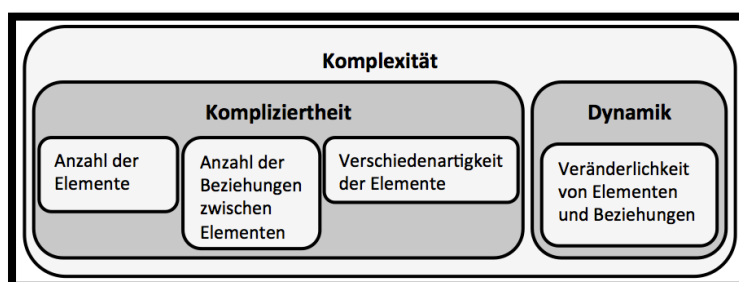 Komplexität
Kompliziertheit
Dynamik
Anzahl der
Elemente
Anzahl der
Beziehungen
zwischen
Elementen
Verschiedenartigkeit
der Elemente
Veränderlichkeit
von Elementen
und Beziehungen